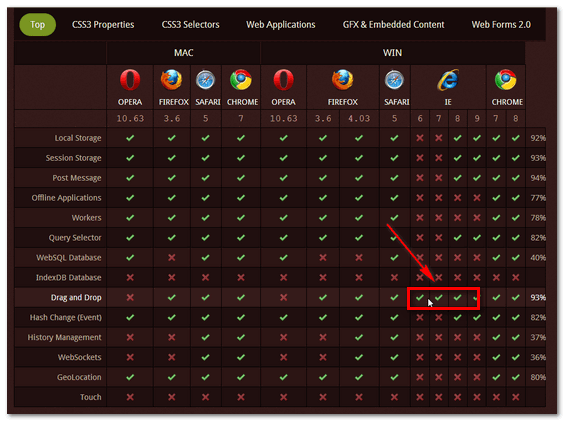 Top CSS3 Properties CSS3 Selectors Web Applications GFX & Embedded Content Web Forms 2.0
MAC WIN
OPERA FIREFOX SAFARI CHROME OPERA FIREFOX SAFARI IE CHROME
10.63 3.6 5 7 10.63 3.6 4.03 5 6 7 8 9 7 8
Local Storage 92%
Session Storage 93%
Post Message 94%
Offline Applications 77%
Workers 78%
Query Selector 82%
WebSQL Database 40%
IndexDB Database
Drag and Drop 93%
Hash Change (Event) 82%
History Management 37%
WebSockets 36%
GeoLocation 80%
Touch